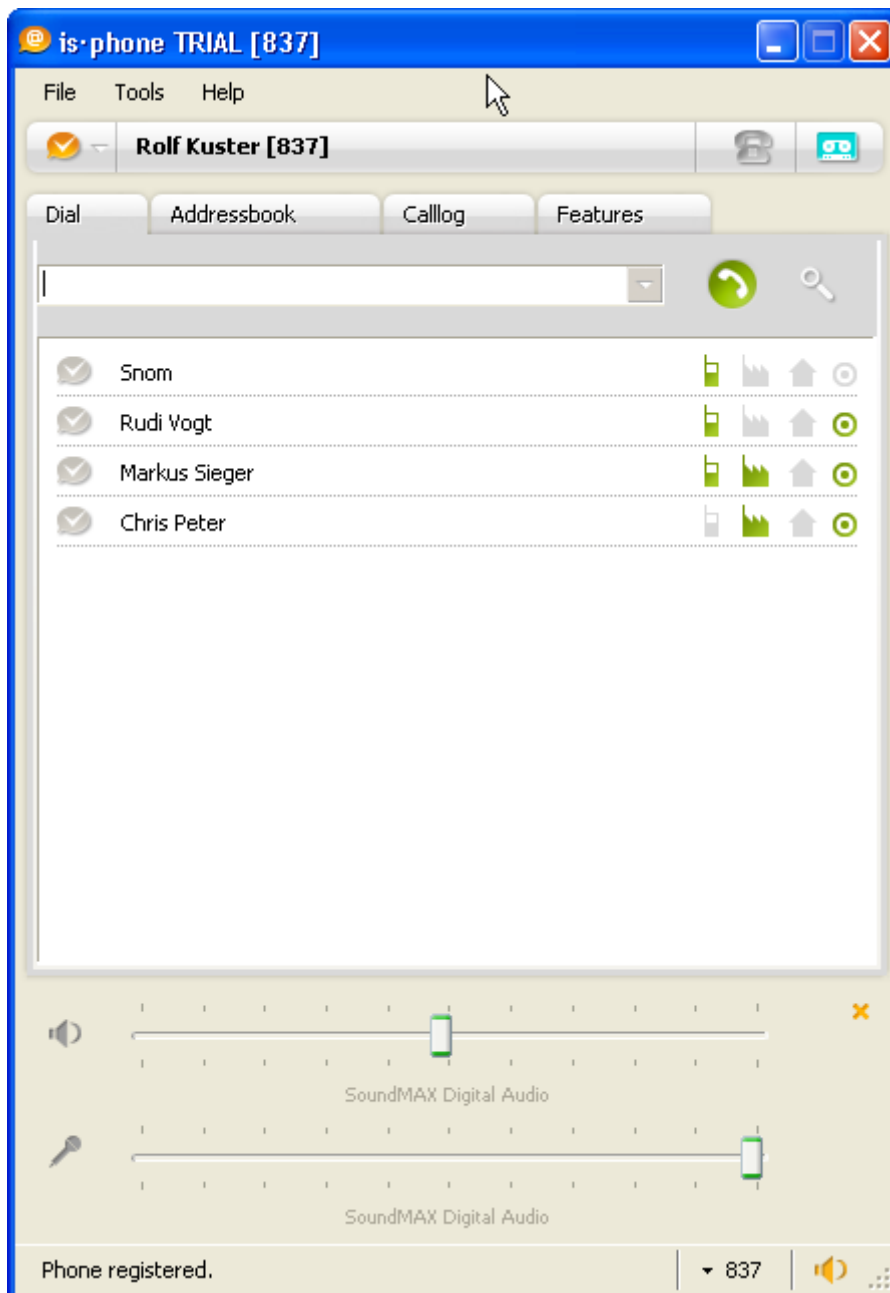 is·phone TRIAL [837]
File Tools Help
Rolf Kuster [837]
Dial Addressbook Calllog Features
Snom
Rudi Vogt
Markus Sieger
Chris Peter
SoundMAX Digital Audio
SoundMAX Digital Audio
Phone registered. 837